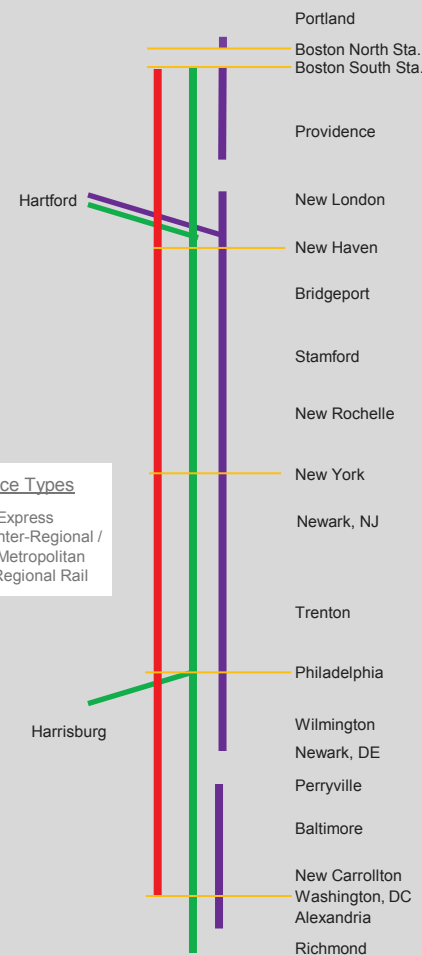 Portland
Boston North Sta.
Boston South Sta.
Providence
Hartford
New London
New Haven
Bridgeport
Stamford
New Rochelle
New York
ce Types
Express
nter-Regional /
Metropolitan
Regional Rail
Newark, NJ
Trenton
Philadelphia
Harrisburg
Wilmington
Newark, DE
Perryville
Baltimore
New Carrollton
Washington, DC
Alexandria
Richmond